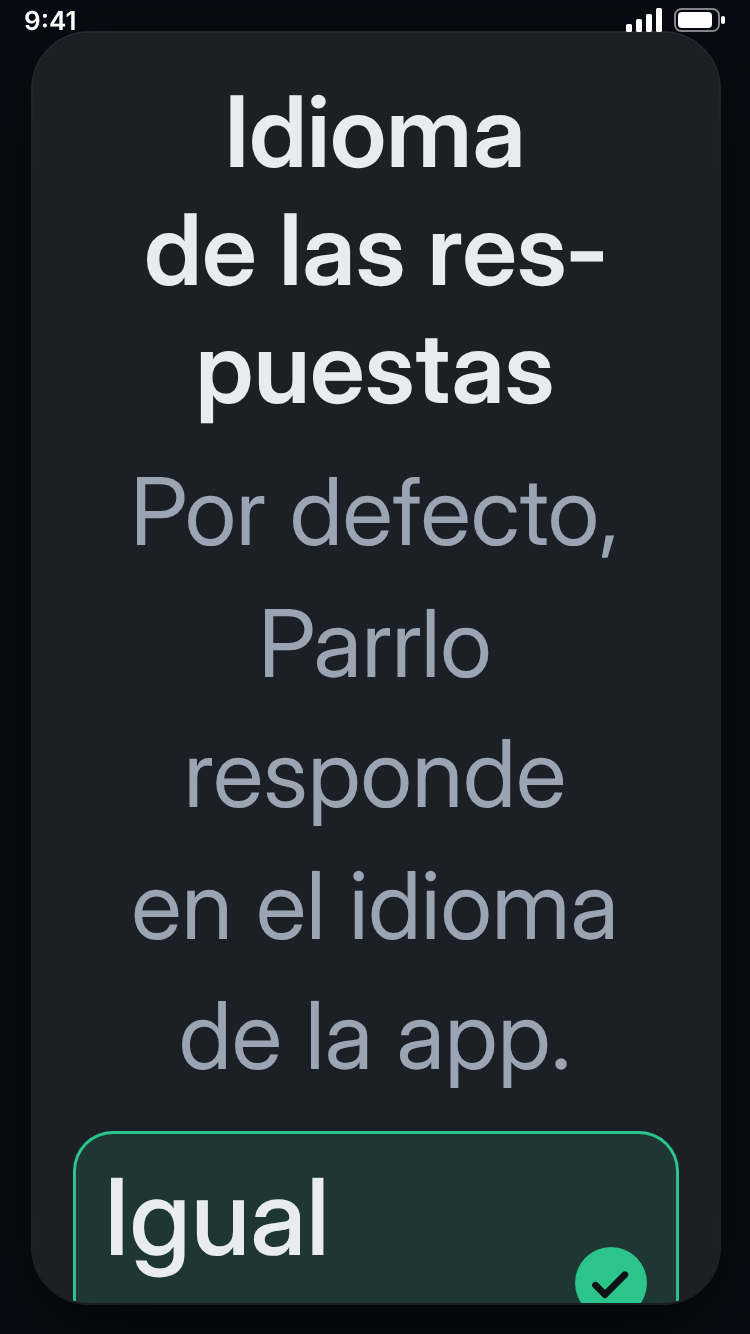 9:41
Idioma
de las res-
puestas
Por defecto,
Parrlo
responde
en el idioma
de la app.
Igual